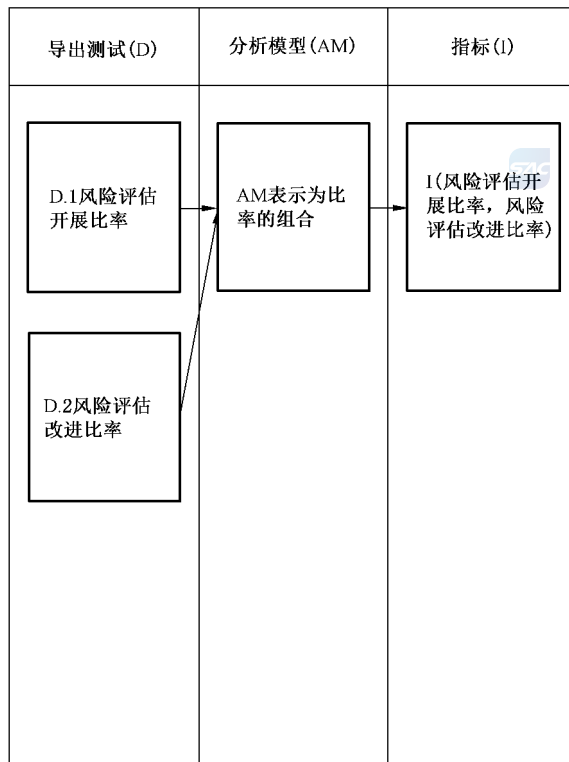 导出测试(D)
分析模型(AM)
指标(I)
D.1风险评估
开展比率
AM表示为比
率的组合
I(风险评估开
展比率，风险
评估改进比率)
D.2风险评估
改进比率
SAC